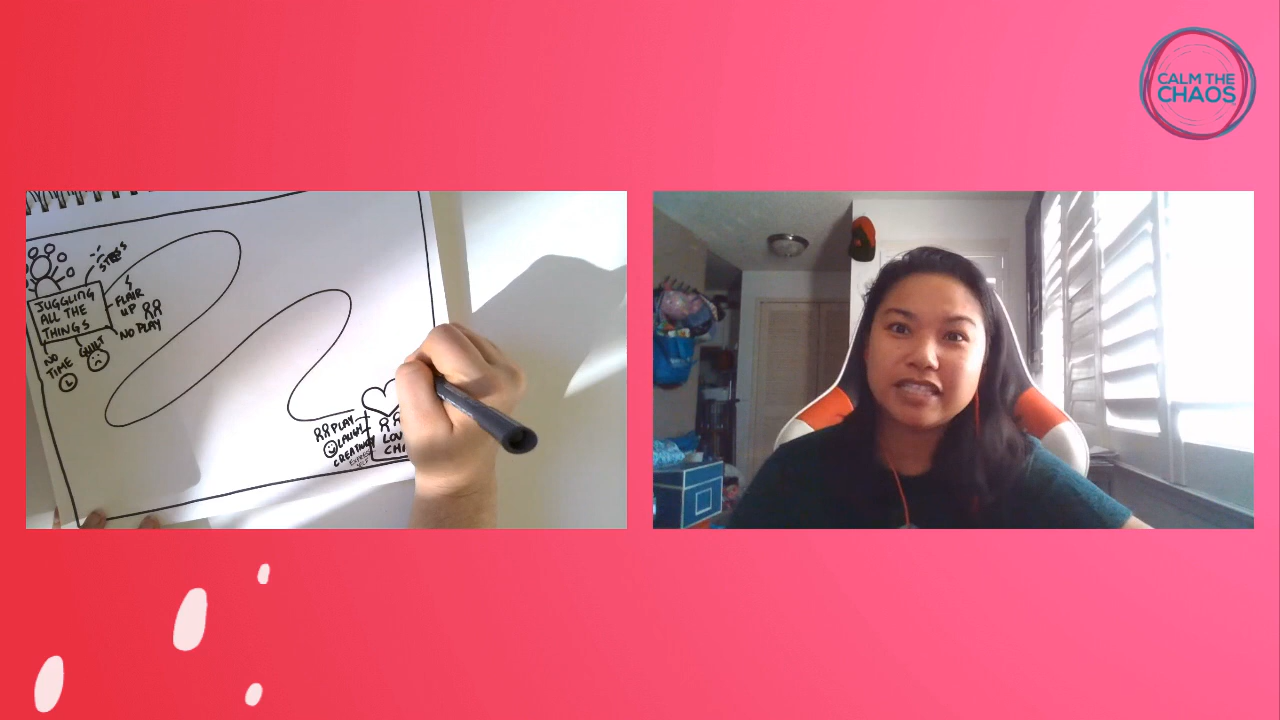 CALM THE
CHAOS
STRESS
JUGGLING
ALL THE
THINGS
FLAIR
UP
NO PLAY
GUILT
NO
TIME
PLAY
LAUGH
CREATIVITY